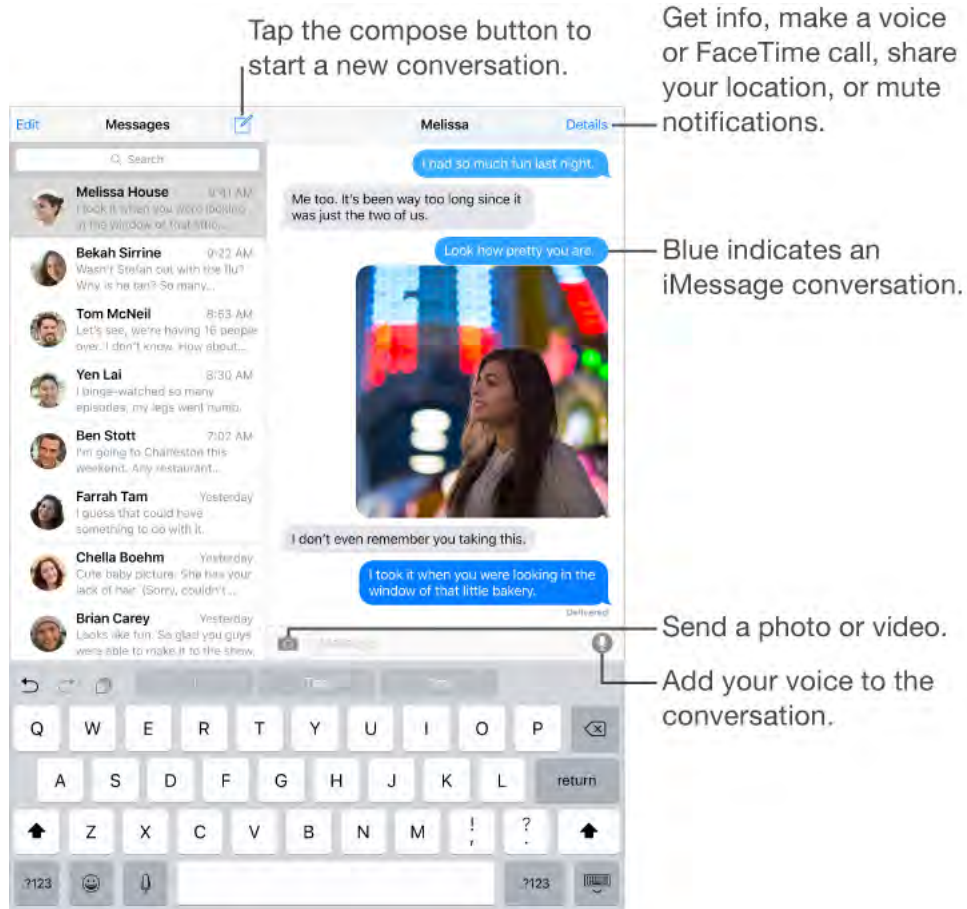 Tap the compose button to
start a new conversation.
Get info, make a voice
or FaceTime call, share
your location, or mute
notifications.
Edit
Messages
Melissa
Details
Search
Melissa House 9:41 AM
I took it when you were looking
in the window of that little...
Bekah Sirrine 9:22 AM
Wasn't Stefan out with the flu?
Why is he tan? So many...
Tom McNeil 8:53 AM
Let's see, we're having 16 people
over. I don't know. How about...
Yen Lai 8:30 AM
I binge-watched so many
episodes, my legs went numb.
Ben Stott 7:02 AM
I'm going to Charleston this
weekend. Any restaurant...
Farrah Tam Yesterday
I guess that could have
something to do with it.
Chella Boehm Yesterday
Cute baby picture. She has your
lack of hair. (Sorry, couldn't...
Brian Carey Yesterday
Looks like fun. So glad you guys
were able to make it to the show.
I had so much fun last night.
Me too. It's been way too long since it
was just the two of us.
Look how pretty you are.
I don't even remember you taking this.
I took it when you were looking in the
window of that little bakery.
Delivered
Blue indicates an
iMessage conversation.
Send a photo or video.
Add your voice to the
conversation.
I The
Q W E R T Y U I O P
A S D F G H J K L return
Z X C V B N M ! , ? .
.?123 .?123